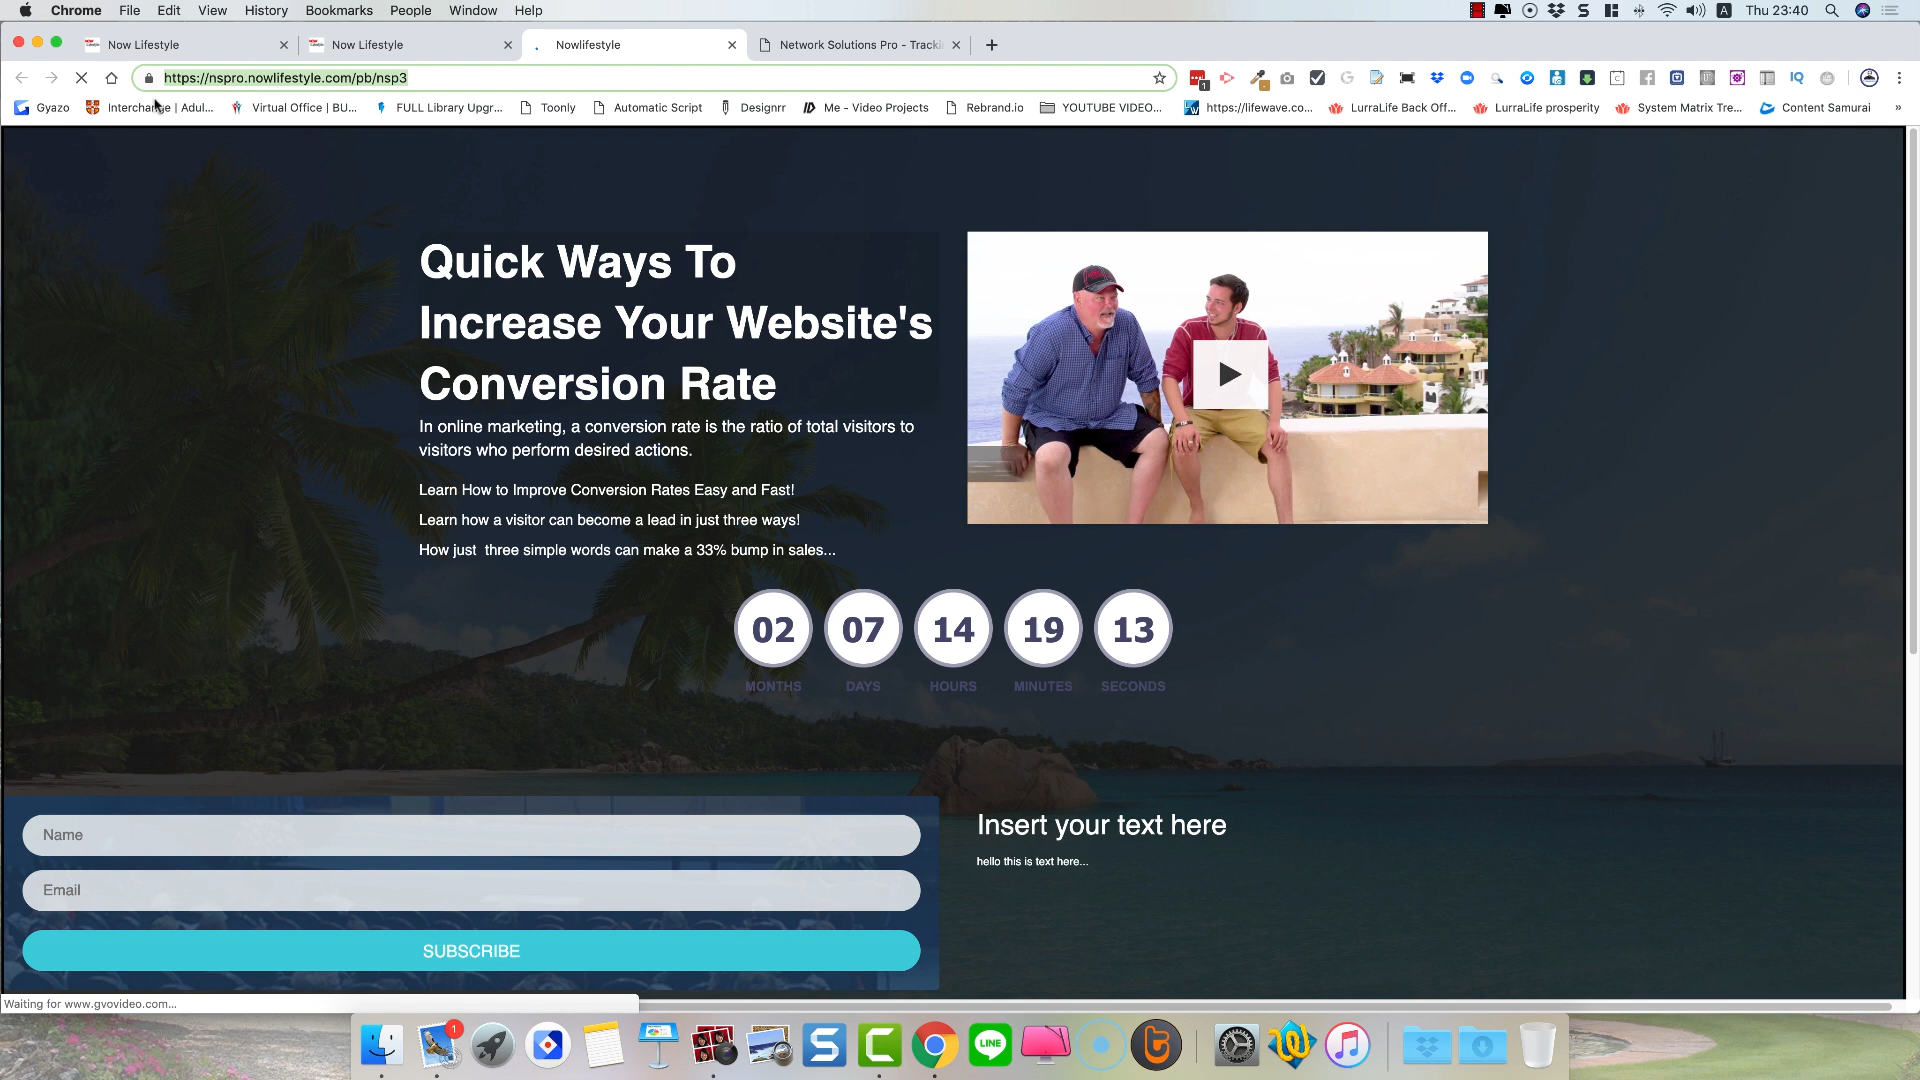 Chrome File Edit View History Bookmarks People Window Help
A Thu 23:40
Now Lifestyle
Now Lifestyle
Nowlifestyle
Network Solutions Pro - Tracki
https://nspro.nowlifestyle.com/pb/nsp3
Gyazo
Interchange | Adul...
Virtual Office | BU...
FULL Library Upgr...
Toonly
Automatic Script
Designrr
Me - Video Projects
Rebrand.io
YOUTUBE VIDEO...
https://lifewave.co...
LurraLife Back Off...
LurraLife prosperity
System Matrix Tre...
Content Samurai
»
Quick Ways To
Increase Your Website's
Conversion Rate
In online marketing, a conversion rate is the ratio of total visitors to
visitors who perform desired actions.
Learn How to Improve Conversion Rates Easy and Fast!
Learn how a visitor can become a lead in just three ways!
How just three simple words can make a 33% bump in sales...
02 07 14 19 13
MONTHS DAYS HOURS MINUTES SECONDS
Name
Email
SUBSCRIBE
Insert your text here
hello this is text here...
Waiting for www.gvovideo.com...
1
LINE